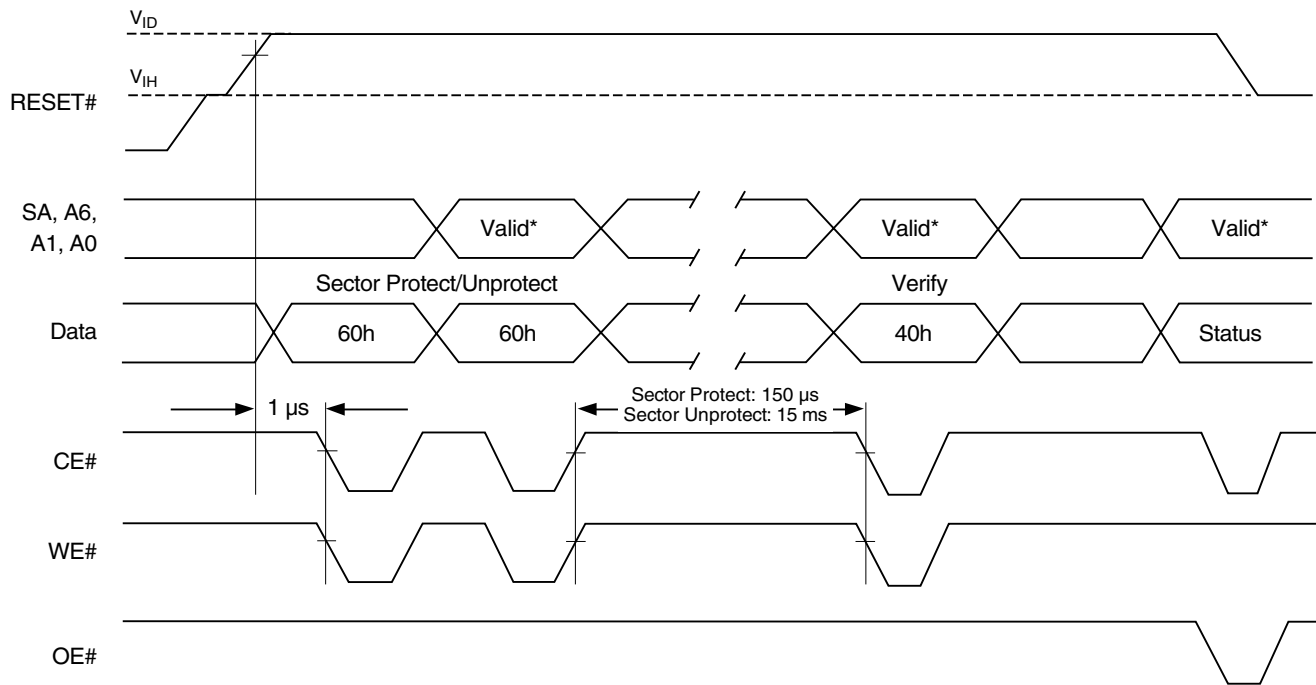 VID
VIH
RESET#
SA, A6,
A1, A0
Valid*
Valid*
Valid*
Sector Protect/Unprotect
Verify
Data
60h
60h
40h
Status
1 µs
Sector Protect: 150 µs
Sector Unprotect: 15 ms
CE#
WE#
OE#